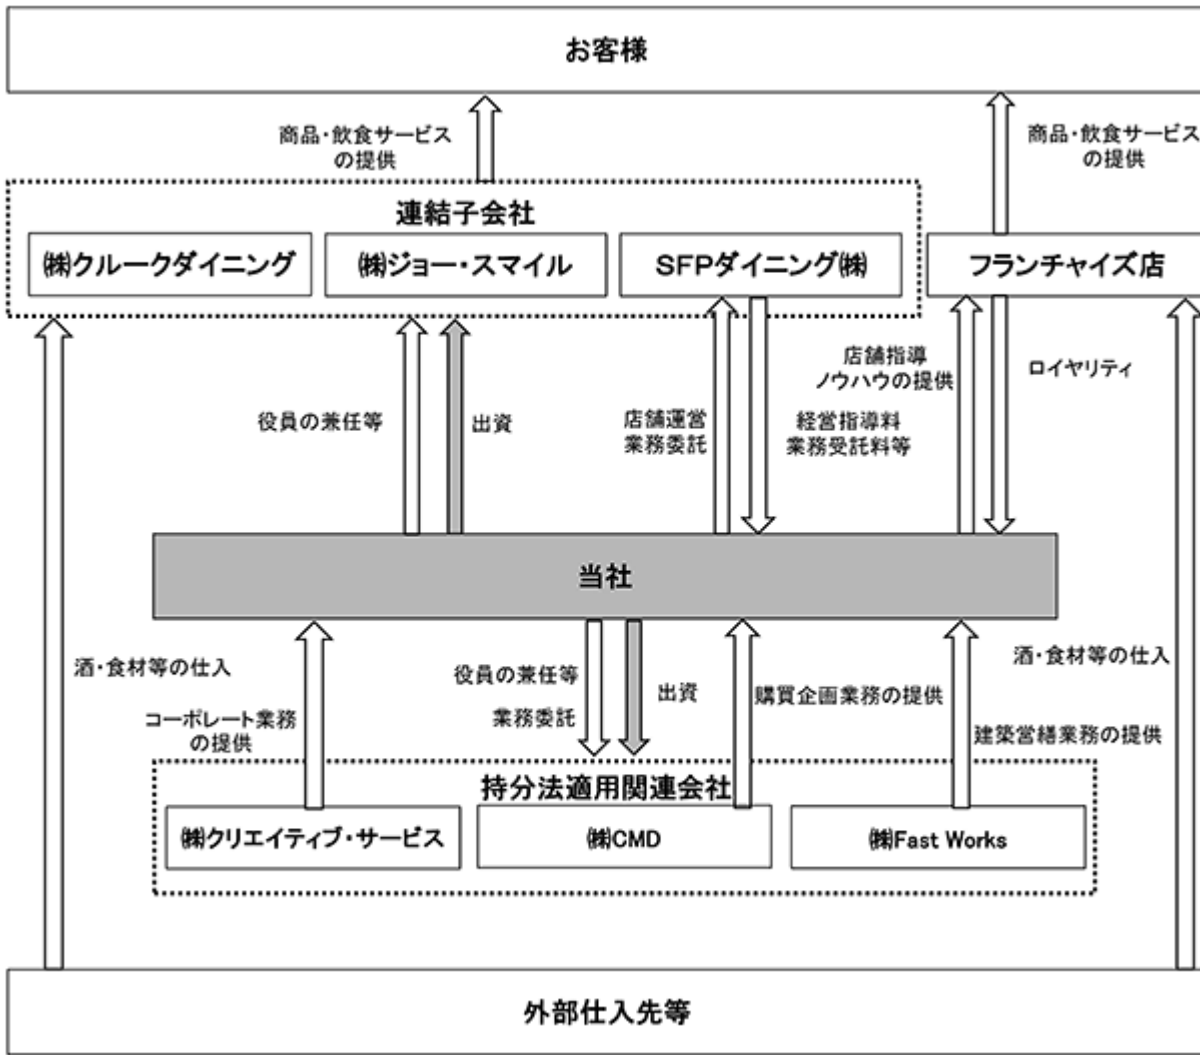 お客様
商品・飲食サービス
の提供
商品・飲食サービス
の提供
連結子会社
㈱クルークダイニング
㈱ジョー・スマイル
SFPダイニング㈱
フランチャイズ店
役員の兼任等
出資
店舗運営
業務委託
経営指導料
業務受託料等
店舗指導
ノウハウの提供
ロイヤリティ
当社
酒・食材等の仕入
コーポレート業務
の提供
役員の兼任等
業務委託
出資
購買企画業務の提供
建築営繕業務の提供
酒・食材等の仕入
持分法適用関連会社
㈱クリエイティブ・サービス
㈱CMD
㈱Fast Works
外部仕入先等